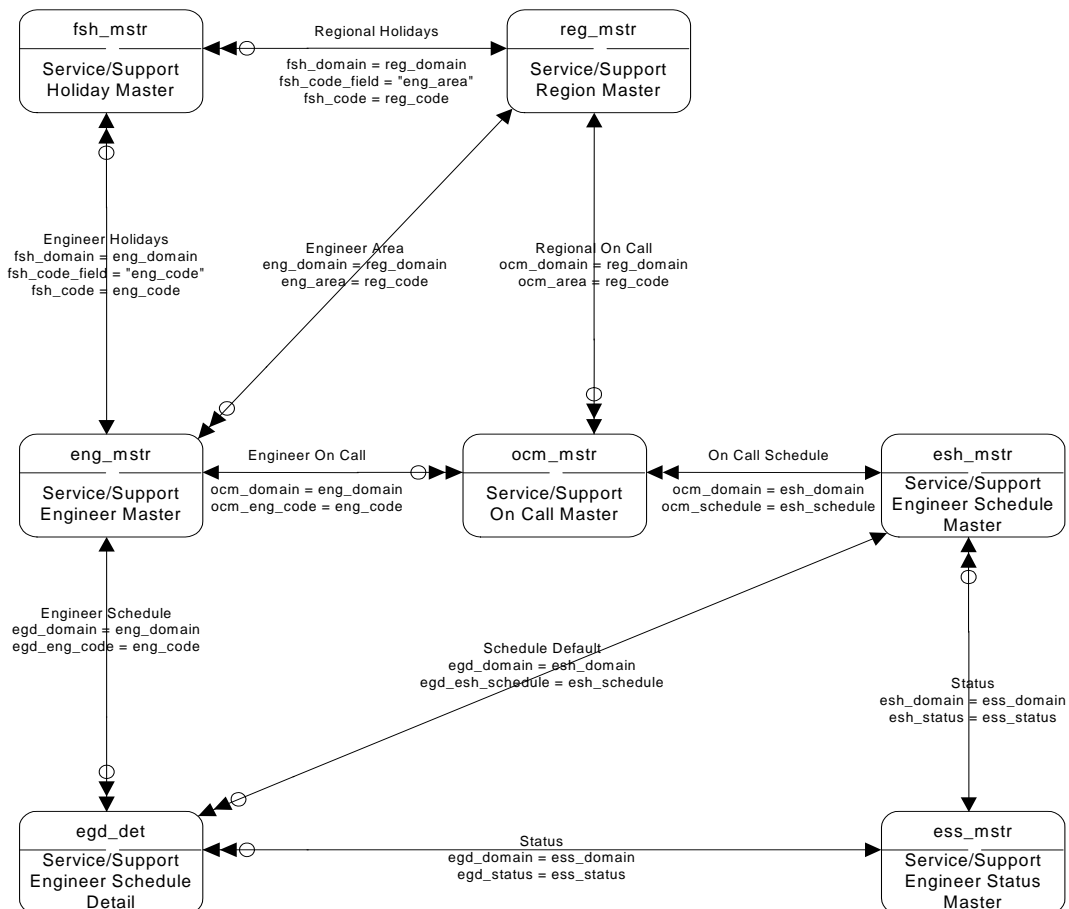 fsh_mstr
Service/Support
Holiday Master
Regional Holidays
fsh_domain = reg_domain
fsh_code_field = "eng_area"
fsh_code = reg_code
reg_mstr
Service/Support
Region Master
Engineer Holidays
fsh_domain = eng_domain
fsh_code_field = "eng_code"
fsh_code = eng_code
Engineer Area
eng_domain = reg_domain
eng_area = reg_code
Regional On Call
ocm_domain = reg_domain
ocm_area = reg_code
eng_mstr
Service/Support
Engineer Master
Engineer On Call
ocm_domain = eng_domain
ocm_eng_code = eng_code
ocm_mstr
Service/Support
On Call Master
On Call Schedule
ocm_domain = esh_domain
ocm_schedule = esh_schedule
esh_mstr
Service/Support
Engineer Schedule
Master
Engineer Schedule
egd_domain = eng_domain
egd_eng_code = eng_code
Schedule Default
egd_domain = esh_domain
egd_esh_schedule = esh_schedule
Status
esh_domain = ess_domain
esh_status = ess_status
egd_det
Service/Support
Engineer Schedule
Detail
Status
egd_domain = ess_domain
egd_status = ess_status
ess_mstr
Service/Support
Engineer Status
Master